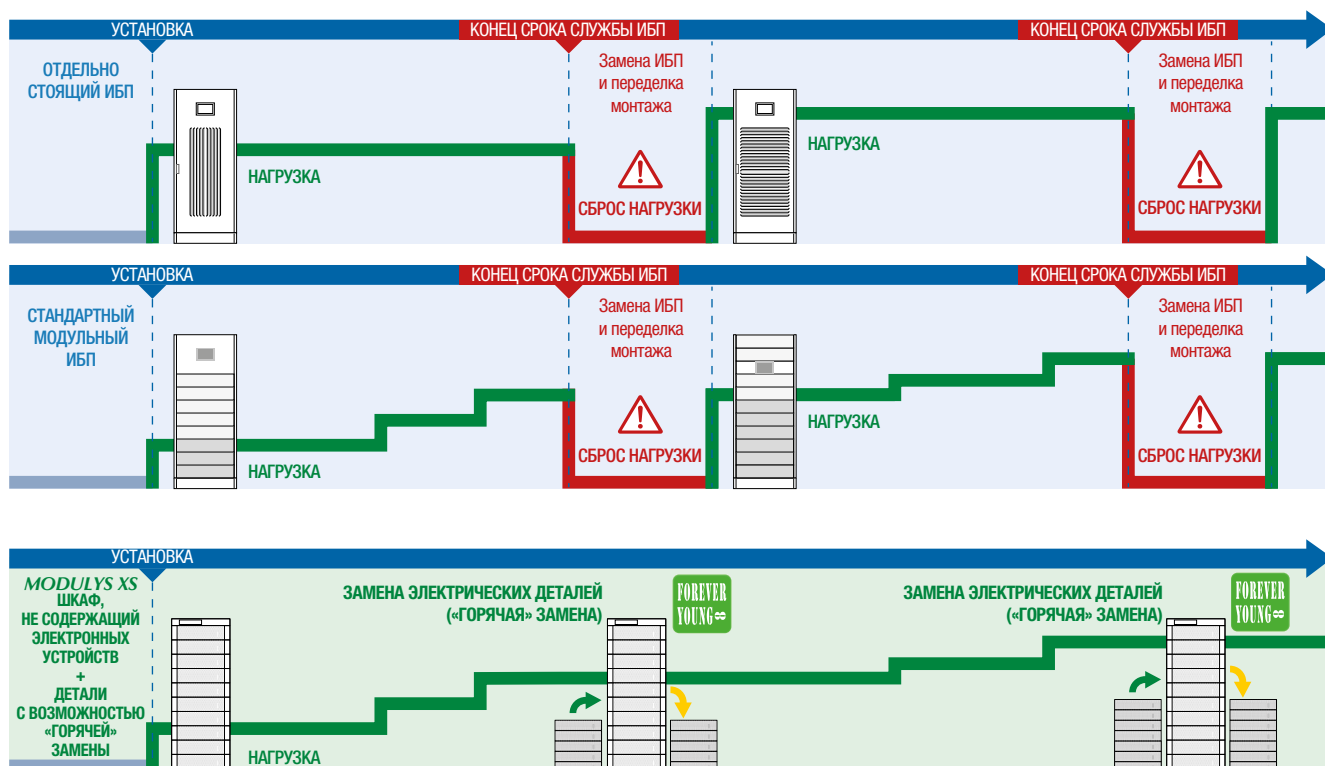 УСТАНОВКА
КОНЕЦ СРОКА СЛУЖБЫ ИБП
КОНЕЦ СРОКА СЛУЖБЫ ИБП
ОТДЕЛЬНО
СТОЯЩИЙ ИБП
НАГРУЗКА
Замена ИБП
и переделка
монтажа
СБРОС НАГРУЗКИ
НАГРУЗКА
Замена ИБП
и переделка
монтажа
СБРОС НАГРУЗКИ
УСТАНОВКА
КОНЕЦ СРОКА СЛУЖБЫ ИБП
КОНЕЦ СРОКА СЛУЖБЫ ИБП
СТАНДАРТНЫЙ
МОДУЛЬНЫЙ
ИБП
НАГРУЗКА
Замена ИБП
и переделка
монтажа
СБРОС НАГРУЗКИ
НАГРУЗКА
Замена ИБП
и переделка
монтажа
СБРОС НАГРУЗКИ
УСТАНОВКА
MODULYS XS
ШКАФ,
НЕ СОДЕРЖАЩИЙ
ЭЛЕКТРОННЫХ
УСТРОЙСТВ
+
ДЕТАЛИ
С ВОЗМОЖНОСТЬЮ
«ГОРЯЧЕЙ»
ЗАМЕНЫ
НАГРУЗКА
ЗАМЕНА ЭЛЕКТРИЧЕСКИХ ДЕТАЛЕЙ
(«ГОРЯЧАЯ» ЗАМЕНА)
FOREVER
YOUNG∞
ЗАМЕНА ЭЛЕКТРИЧЕСКИХ ДЕТАЛЕЙ
(«ГОРЯЧАЯ» ЗАМЕНА)
FOREVER
YOUNG∞